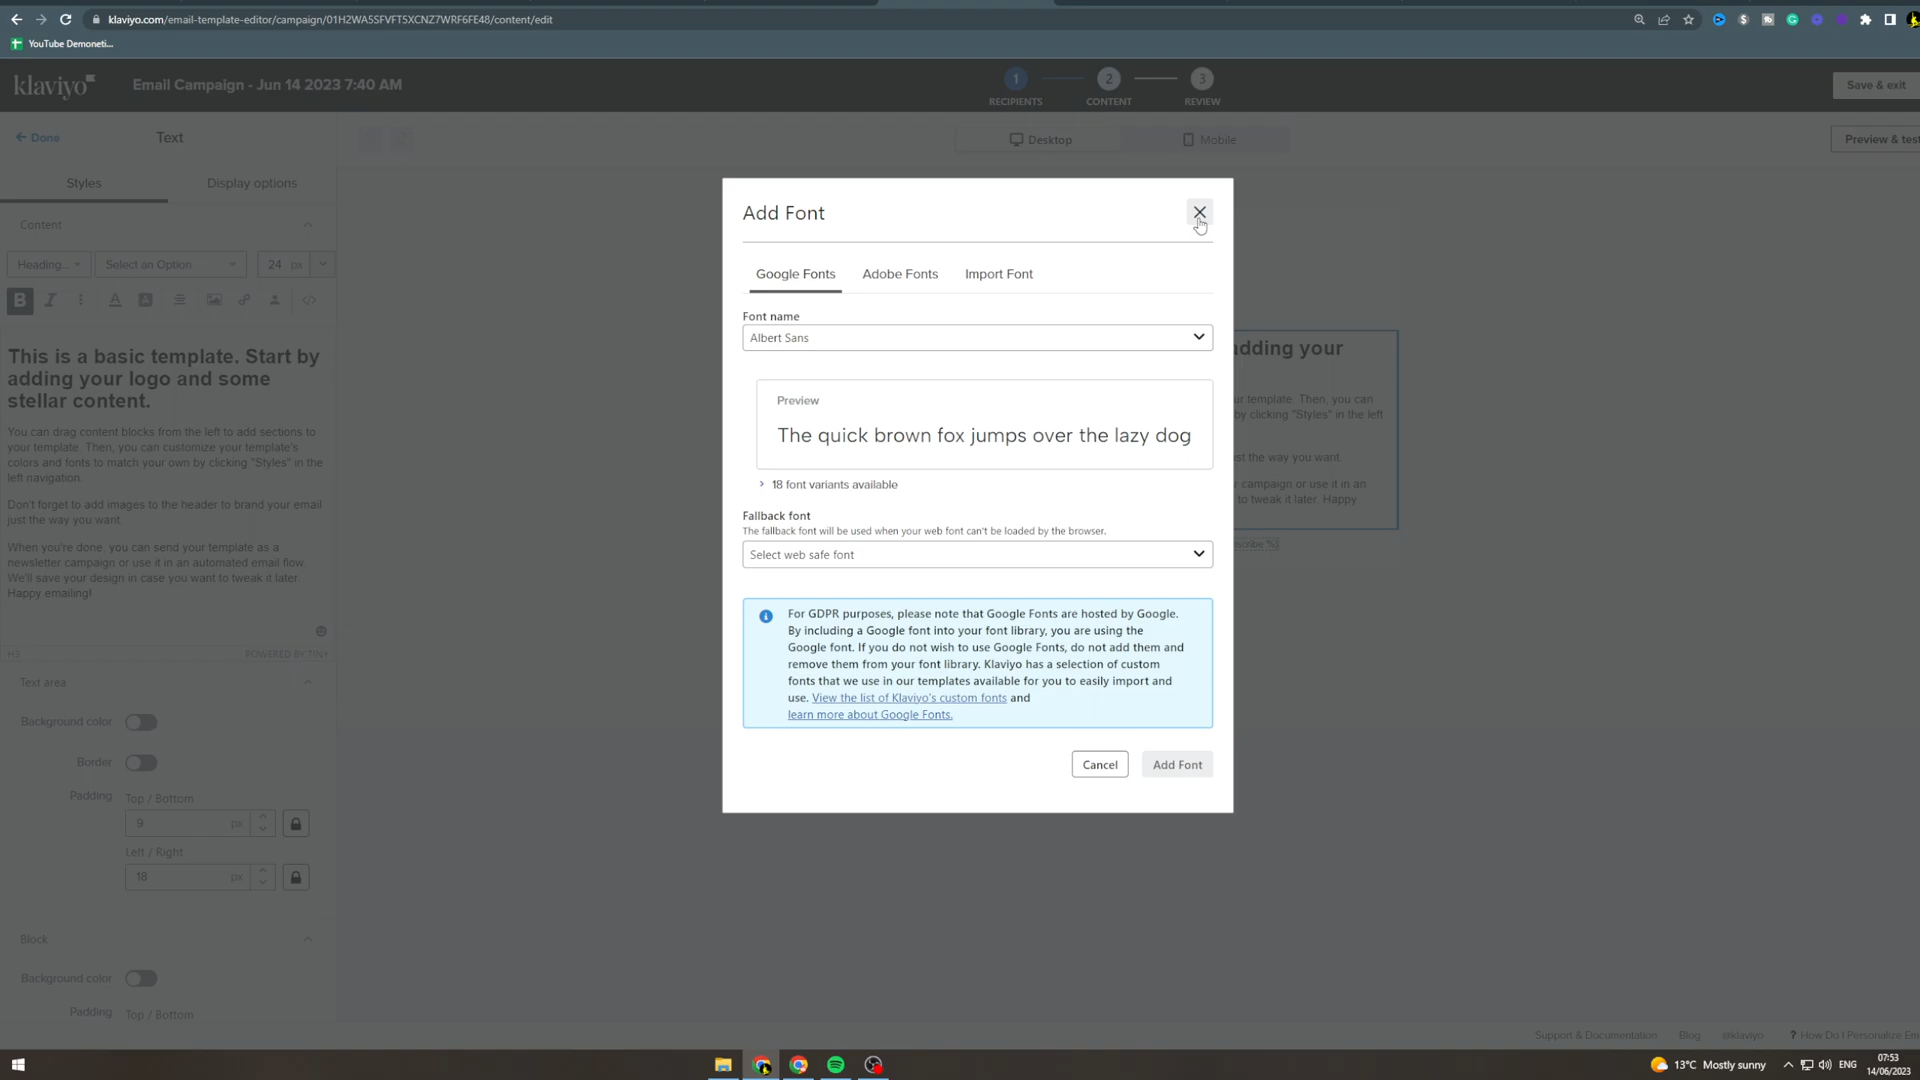 klaviyo.com/email-template-editor/campaign/01H2WA5SFVFT5XCNZ7WRF6FE48/content/edit
YouTube Demoneti...
klaviyo
Email Campaign - Jun 14 2023 7:40 AM
1
2
3
RECIPIENTS
CONTENT
REVIEW
Save & exit
Done
Text
Desktop
Mobile
Preview & test
Styles
Display options
Content
Heading...
Select an Option
24 px
B I
This is a basic template. Start by
adding your logo and some
stellar content.
You can drag content blocks from the left to add sections to
your template. Then, you can customize your template's
colors and fonts to match your own by clicking "Styles" in the
left navigation.
Don't forget to add images to the header to brand your email
just the way you want.
When you're done, you can send your template as a
newsletter campaign or use it in an automated email flow.
We'll save your design in case you want to tweak it later.
Happy emailing!
H3
POWERED BY TINY
Text area
Background color
Border
Padding
Top / Bottom
9 px
Left / Right
18 px
Block
Background color
Padding
Top / Bottom
Add Font
Google Fonts
Adobe Fonts
Import Font
Font name
Albert Sans
Preview
The quick brown fox jumps over the lazy dog
18 font variants available
Fallback font
The fallback font will be used when your web font can't be loaded by the browser.
Select web safe font
For GDPR purposes, please note that Google Fonts are hosted by Google.
By including a Google font into your font library, you are using the
Google font. If you do not wish to use Google Fonts, do not add them and
remove them from your font library. Klaviyo has a selection of custom
fonts that we use in our templates available for you to easily import and
use. View the list of Klaviyo's custom fonts and
learn more about Google Fonts.
Cancel
Add Font
adding your
ur template. Then, you can
by clicking "Styles" in the left
ust the way you want.
r campaign or use it in an
to tweak it later. Happy
scribe %}
Support & Documentation
Blog
@klaviyo
? How Do I Personalize Em
13°C Mostly sunny
ENG
07:53
14/06/2023